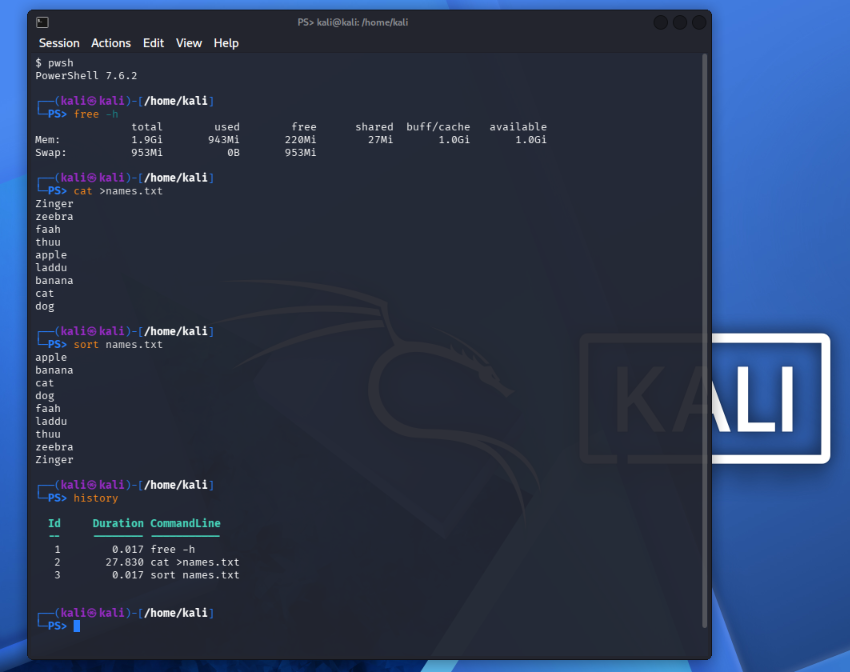 PS> kali@kali: /home/kali
Session Actions Edit View Help
$ pwsh
PowerShell 7.6.2
┌──(kali㉿kali)-[/home/kali]
└─PS> free -h
total used free shared buff/cache available
Mem: 1.9Gi 943Mi 220Mi 27Mi 1.0Gi 1.0Gi
Swap: 953Mi 0B 953Mi
┌──(kali㉿kali)-[/home/kali]
└─PS> cat >names.txt
Zinger
zeebra
faah
thuu
apple
laddu
banana
cat
dog
┌──(kali㉿kali)-[/home/kali]
└─PS> sort names.txt
apple
banana
cat
dog
faah
laddu
thuu
zeebra
Zinger
┌──(kali㉿kali)-[/home/kali]
└─PS> history
Id Duration CommandLine
-- -------- -----------
1 0.017 free -h
2 27.830 cat >names.txt
3 0.017 sort names.txt
┌──(kali㉿kali)-[/home/kali]
└─PS>
KALI